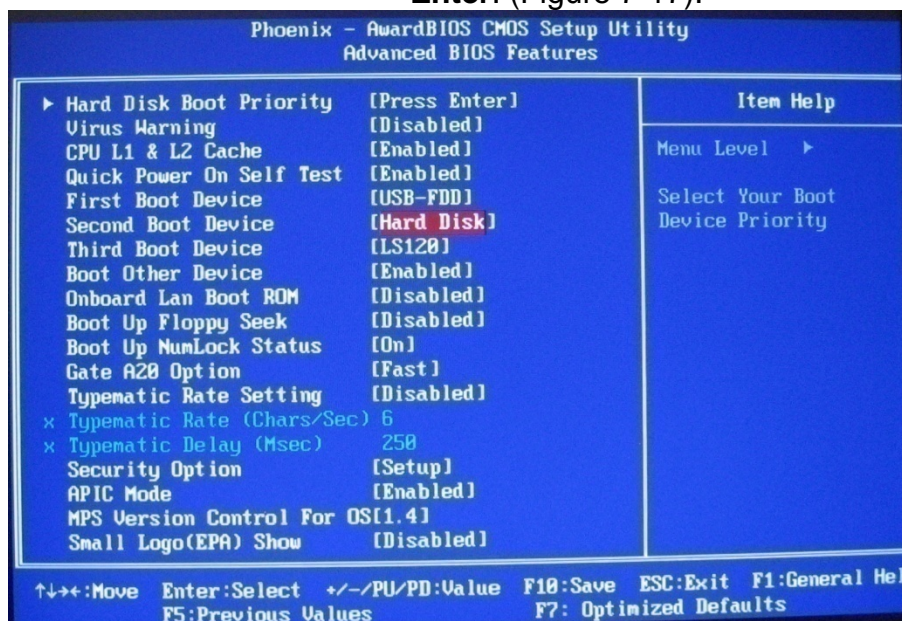 Enter. (Figure 7-17).
Phoenix - AwardBIOS CMOS Setup Utility
Advanced BIOS Features
▶ Hard Disk Boot Priority [Press Enter]
Virus Warning [Disabled]
CPU L1 & L2 Cache [Enabled]
Quick Power On Self Test [Enabled]
First Boot Device [USB-FDD]
Second Boot Device [Hard Disk]
Third Boot Device [LS120]
Boot Other Device [Enabled]
Onboard Lan Boot ROM [Disabled]
Boot Up Floppy Seek [Disabled]
Boot Up NumLock Status [On]
Gate A20 Option [Fast]
Typematic Rate Setting [Disabled]
x Typematic Rate (Chars/Sec) 6
x Typematic Delay (Msec) 250
Security Option [Setup]
APIC Mode [Enabled]
MPS Version Control For OS[1.4]
Small Logo(EPA) Show [Disabled]
Item Help
Menu Level ▶
Select Your Boot
Device Priority
↑↓→←:Move Enter:Select +/-/PU/PD:Value F10:Save ESC:Exit F1:General Hel
F5:Previous Values F7: Optimized Defaults